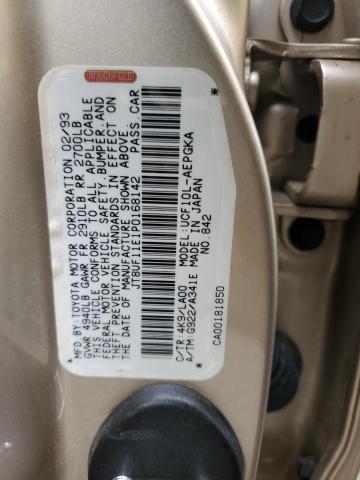 MFD BY:TOYOTA MOTOR CORPORATION 02/93
GVWR 4940LB GAWR FR 2910LB RR 2700LB
THIS VEHICLE CONFORMS TO ALL APPLICABLE
FEDERAL MOTOR VEHICLE SAFETY, BUMPER, AND
THEFT PREVENTION STANDARDS IN EFFECT ON
THE DATE OF MANUFACTURE SHOWN ABOVE.
JT8UF11E1P0168142 PASS.CAR
C/TR:4K9/LA00 MODEL:UCF10L-AEPGKA
A/TM:G922/A341E MADE IN JAPAN
NO 842
CA00181850